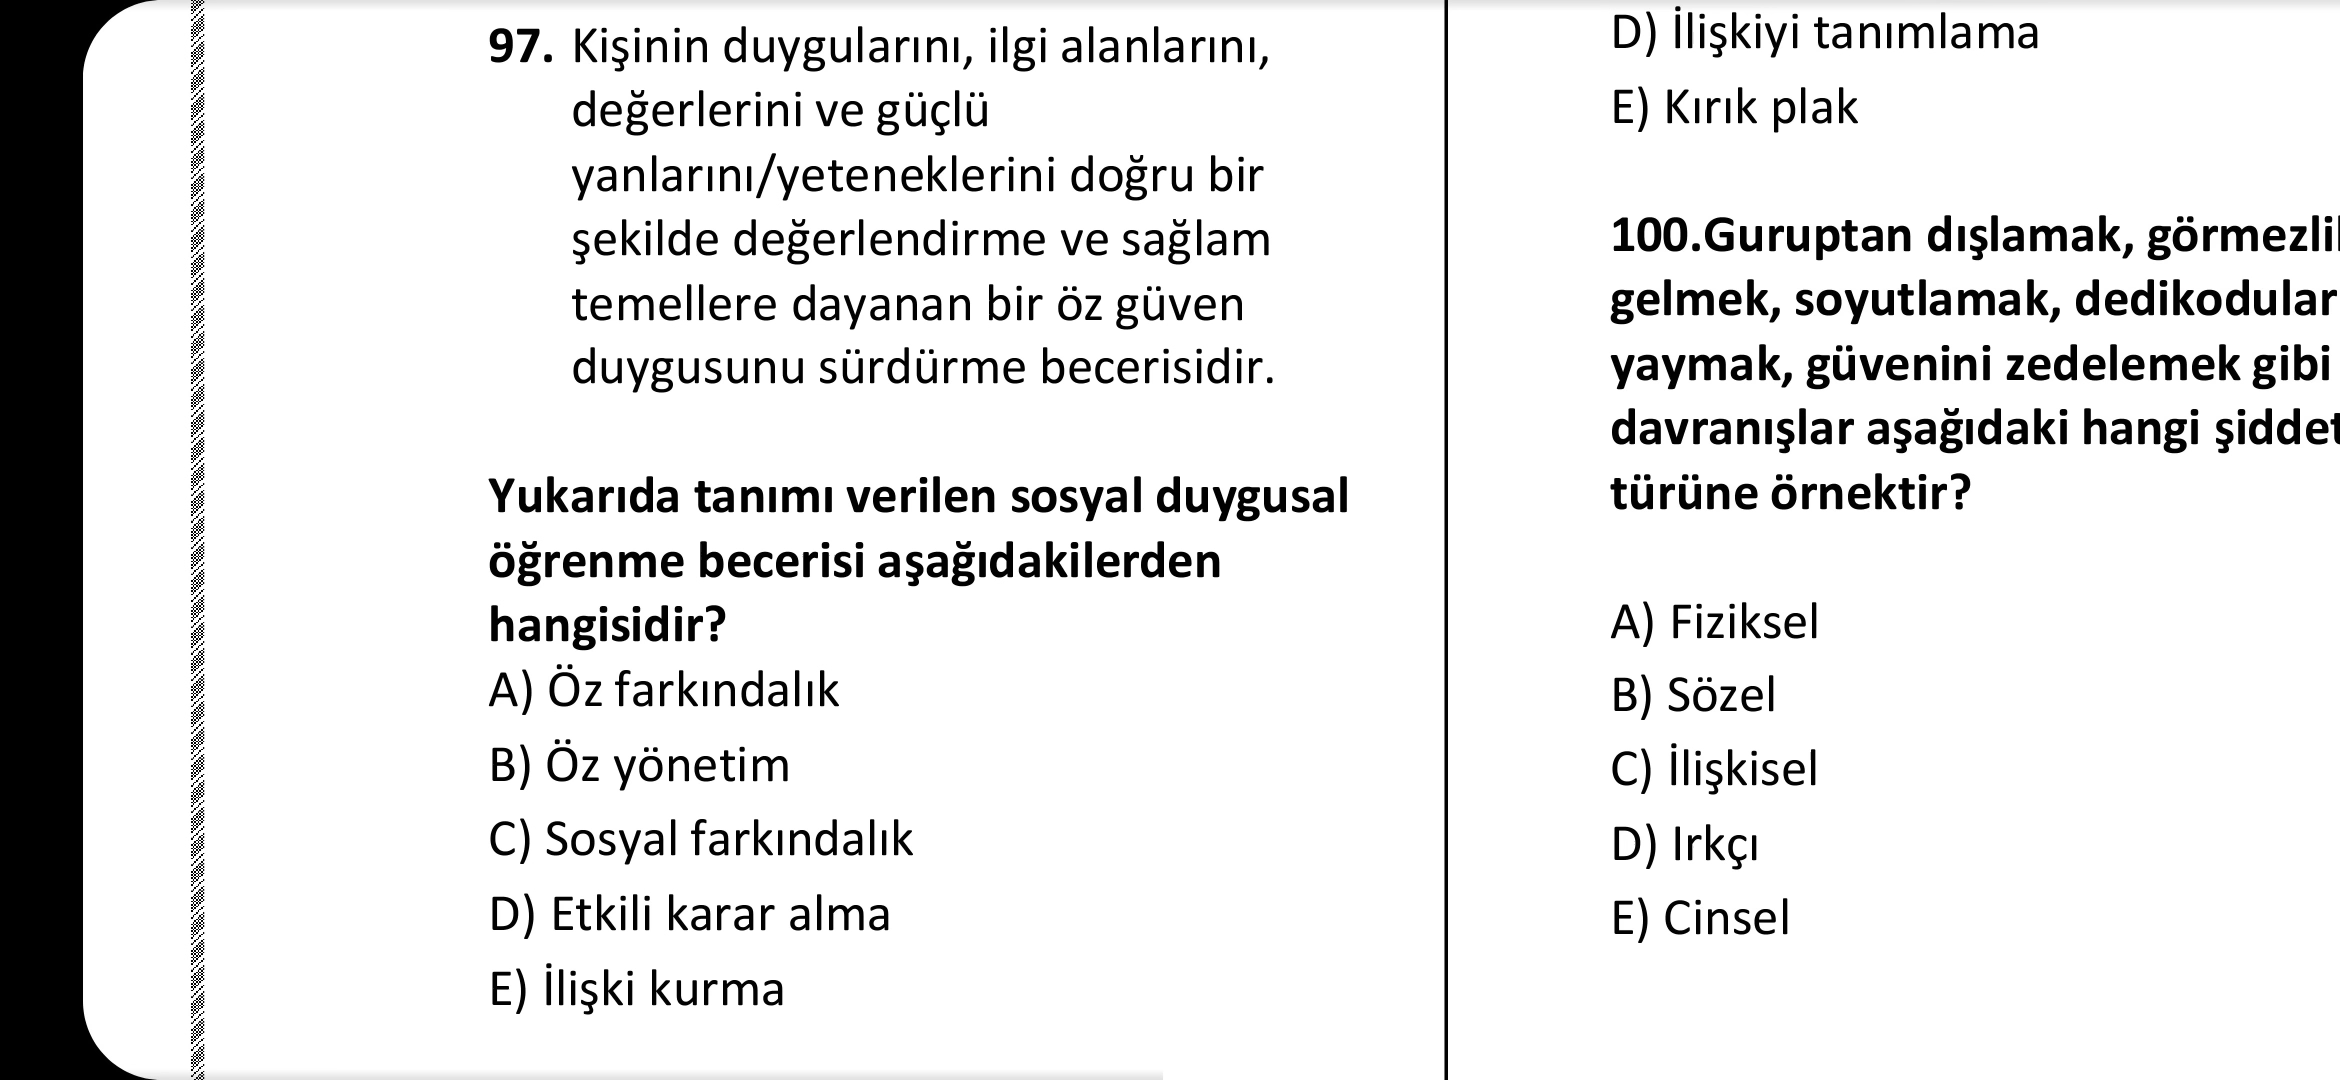 97. Kişinin duygularını, ilgi alanlarını,
değerlerini ve güçlü
yanlarını/yeteneklerini doğru bir
şekilde değerlendirme ve sağlam
temellere dayanan bir öz güven
duygusunu sürdürme becerisidir.
Yukarıda tanımı verilen sosyal duygusal
öğrenme becerisi aşağıdakilerden
hangisidir?
A) Öz farkındalık
B) Öz yönetim
C) Sosyal farkındalık
D) Etkili karar alma
E) İlişki kurma
D) İlişkiyi tanımlama
E) Kırık plak
100.Guruptan dışlamak,
gelmek, soyutlamak, dedikodular
yaymak, güvenini zedelemek gibi
davranışlar aşağıdaki hangi şiddet
türüne örnektir?
A) Fiziksel
B) Sözel
C) İlişkisel
D) Irkçı
E) Cinsel